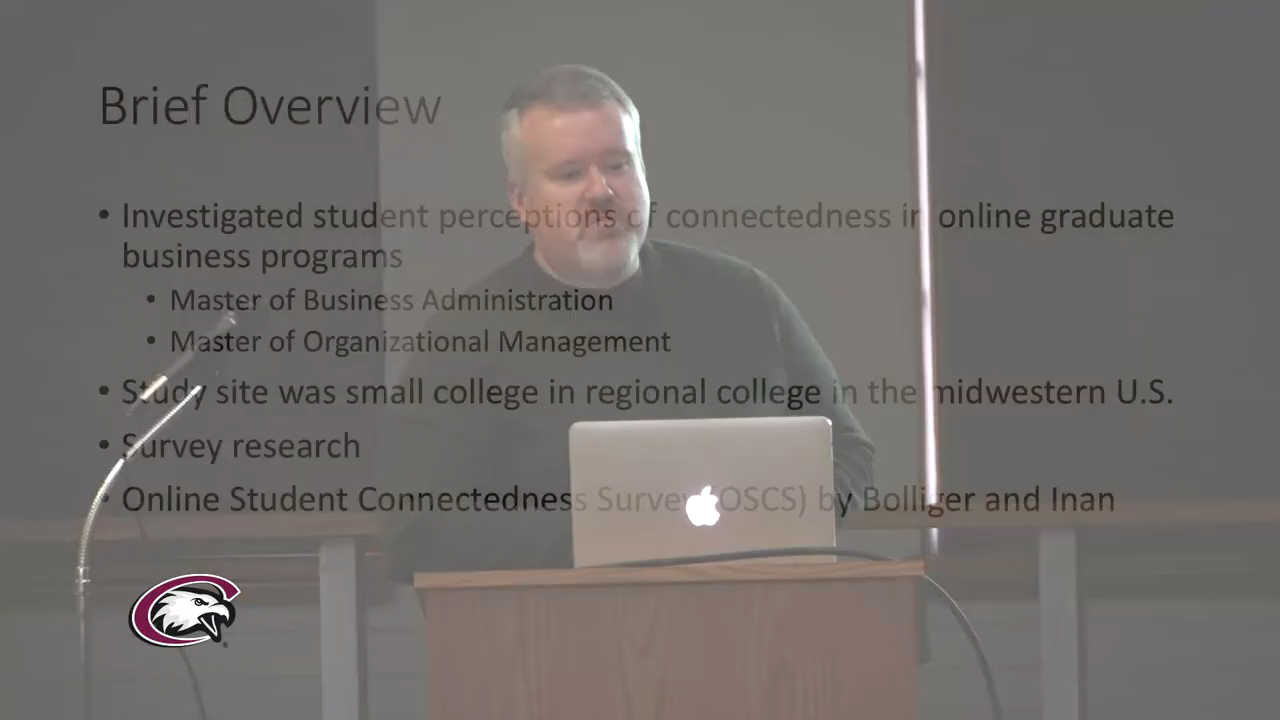 Brief Overview
• Investigated student perceptions of connectedness in online graduate
business programs
• Master of Business Administration
• Master of Organizational Management
• Study site was small college in regional college in the midwestern U.S.
• Survey research
• Online Student Connectedness Survey (OSCS) by Bolliger and Inan